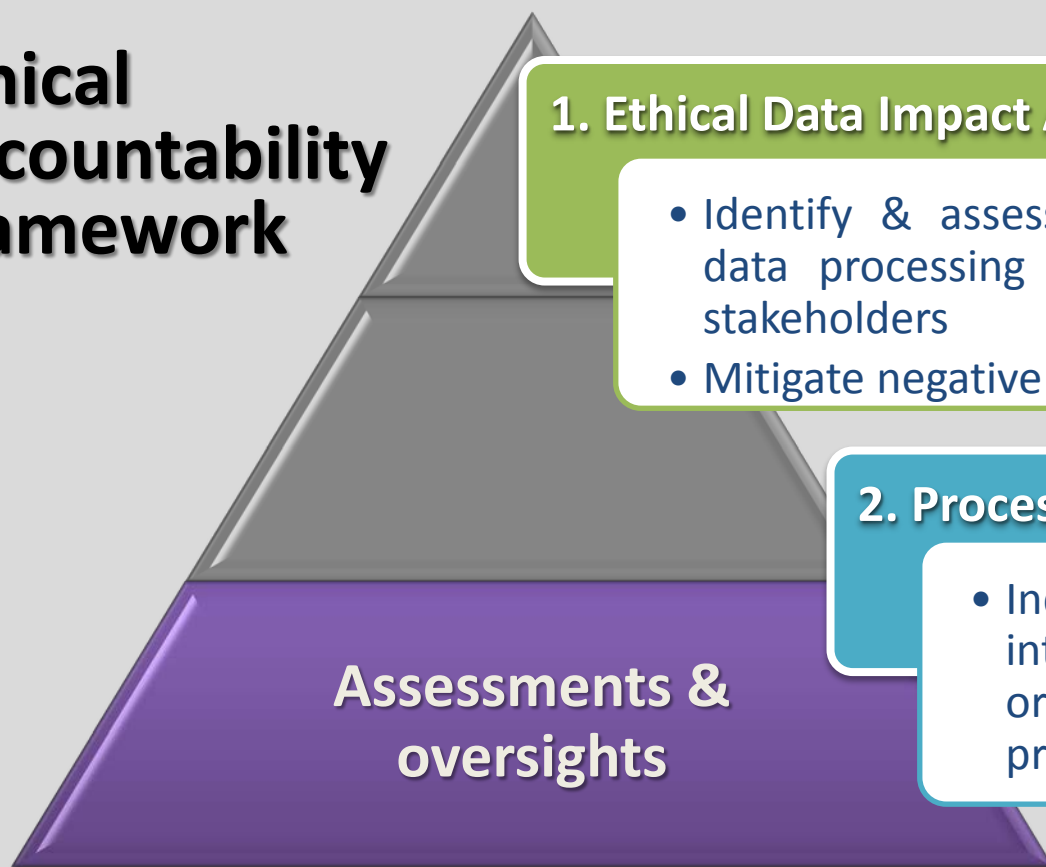 hical
countability
amework
1. Ethical Data Impact
• Identify & assess
data processing
stakeholders
• Mitigate negative
2. Proces
• In
int
or
pr
Assessments &
oversights